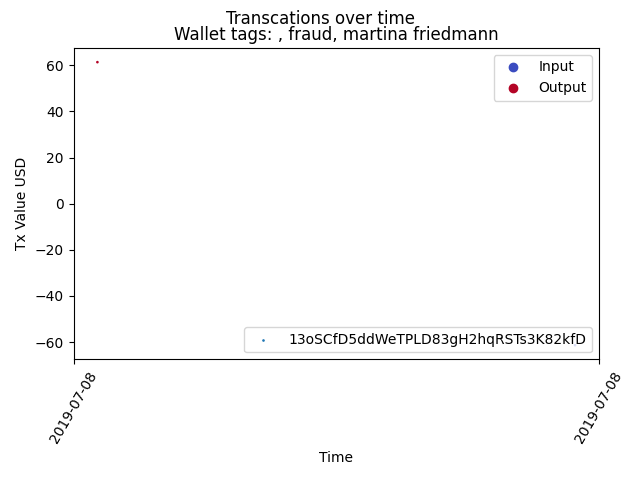 Transcations over time
Wallet tags: , fraud, martina friedmann
60
40
20
0
−20
−40
−60
Tx Value USD
Input
Output
13oSCfD5ddWeTPLD83gH2hqRSTs3K82kfD
2019-07-08
2019-07-08
Time